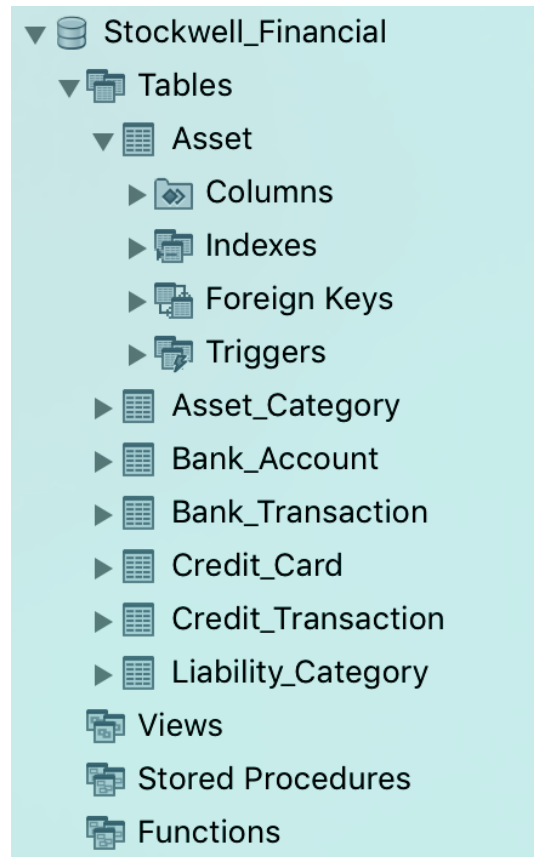 Stockwell_Financial
Tables
Asset
Columns
Indexes
Foreign Keys
Triggers
Asset_Category
Bank_Account
Bank_Transaction
Credit_Card
Credit_Transaction
Liability_Category
Views
Stored Procedures
Functions